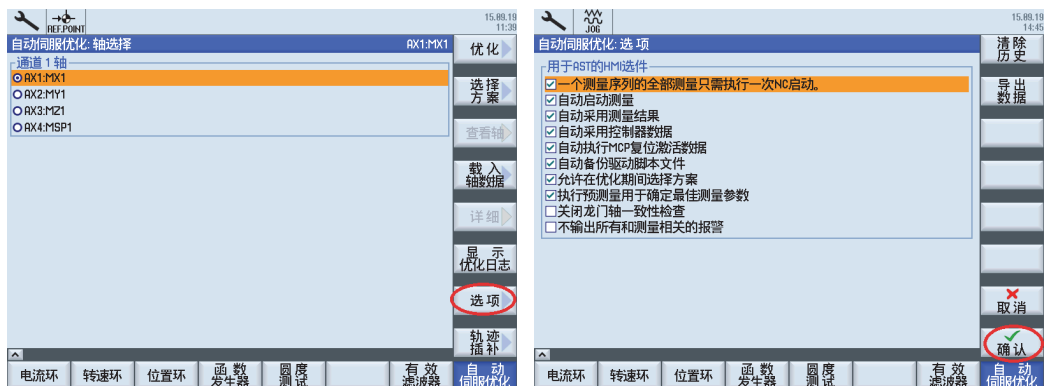 REF.POINT
15.09.19
11:39
自动伺服优化: 轴选择
AX1:MX1
通道 1 轴
AX1:MX1
AX2:MY1
AX3:MZ1
AX4:MSP1
优化
选择
方案
查看轴
载入
轴数据
详细
显示
优化日志
选项
轨迹
插补
电流环
转速环
位置环
函数
发生器
圆度
测试
有效
滤波器
自动
伺服优化
JOG
15.09.19
14:45
自动伺服优化: 选项
用于AST的HMI选件
一个测量序列的全部测量只需执行一次NC启动。
自动启动测量
自动采用测量结果
自动采用控制器数据
自动执行MCP复位激活数据
自动备份驱动脚本文件
允许在优化期间选择方案
执行预测量用于确定最佳测量参数
关闭龙门轴一致性检查
不输出所有和测量相关的报警
清除
历史
导出
数据
取消
确认
电流环
转速环
位置环
函数
发生器
圆度
测试
有效
滤波器
自动
伺服优化